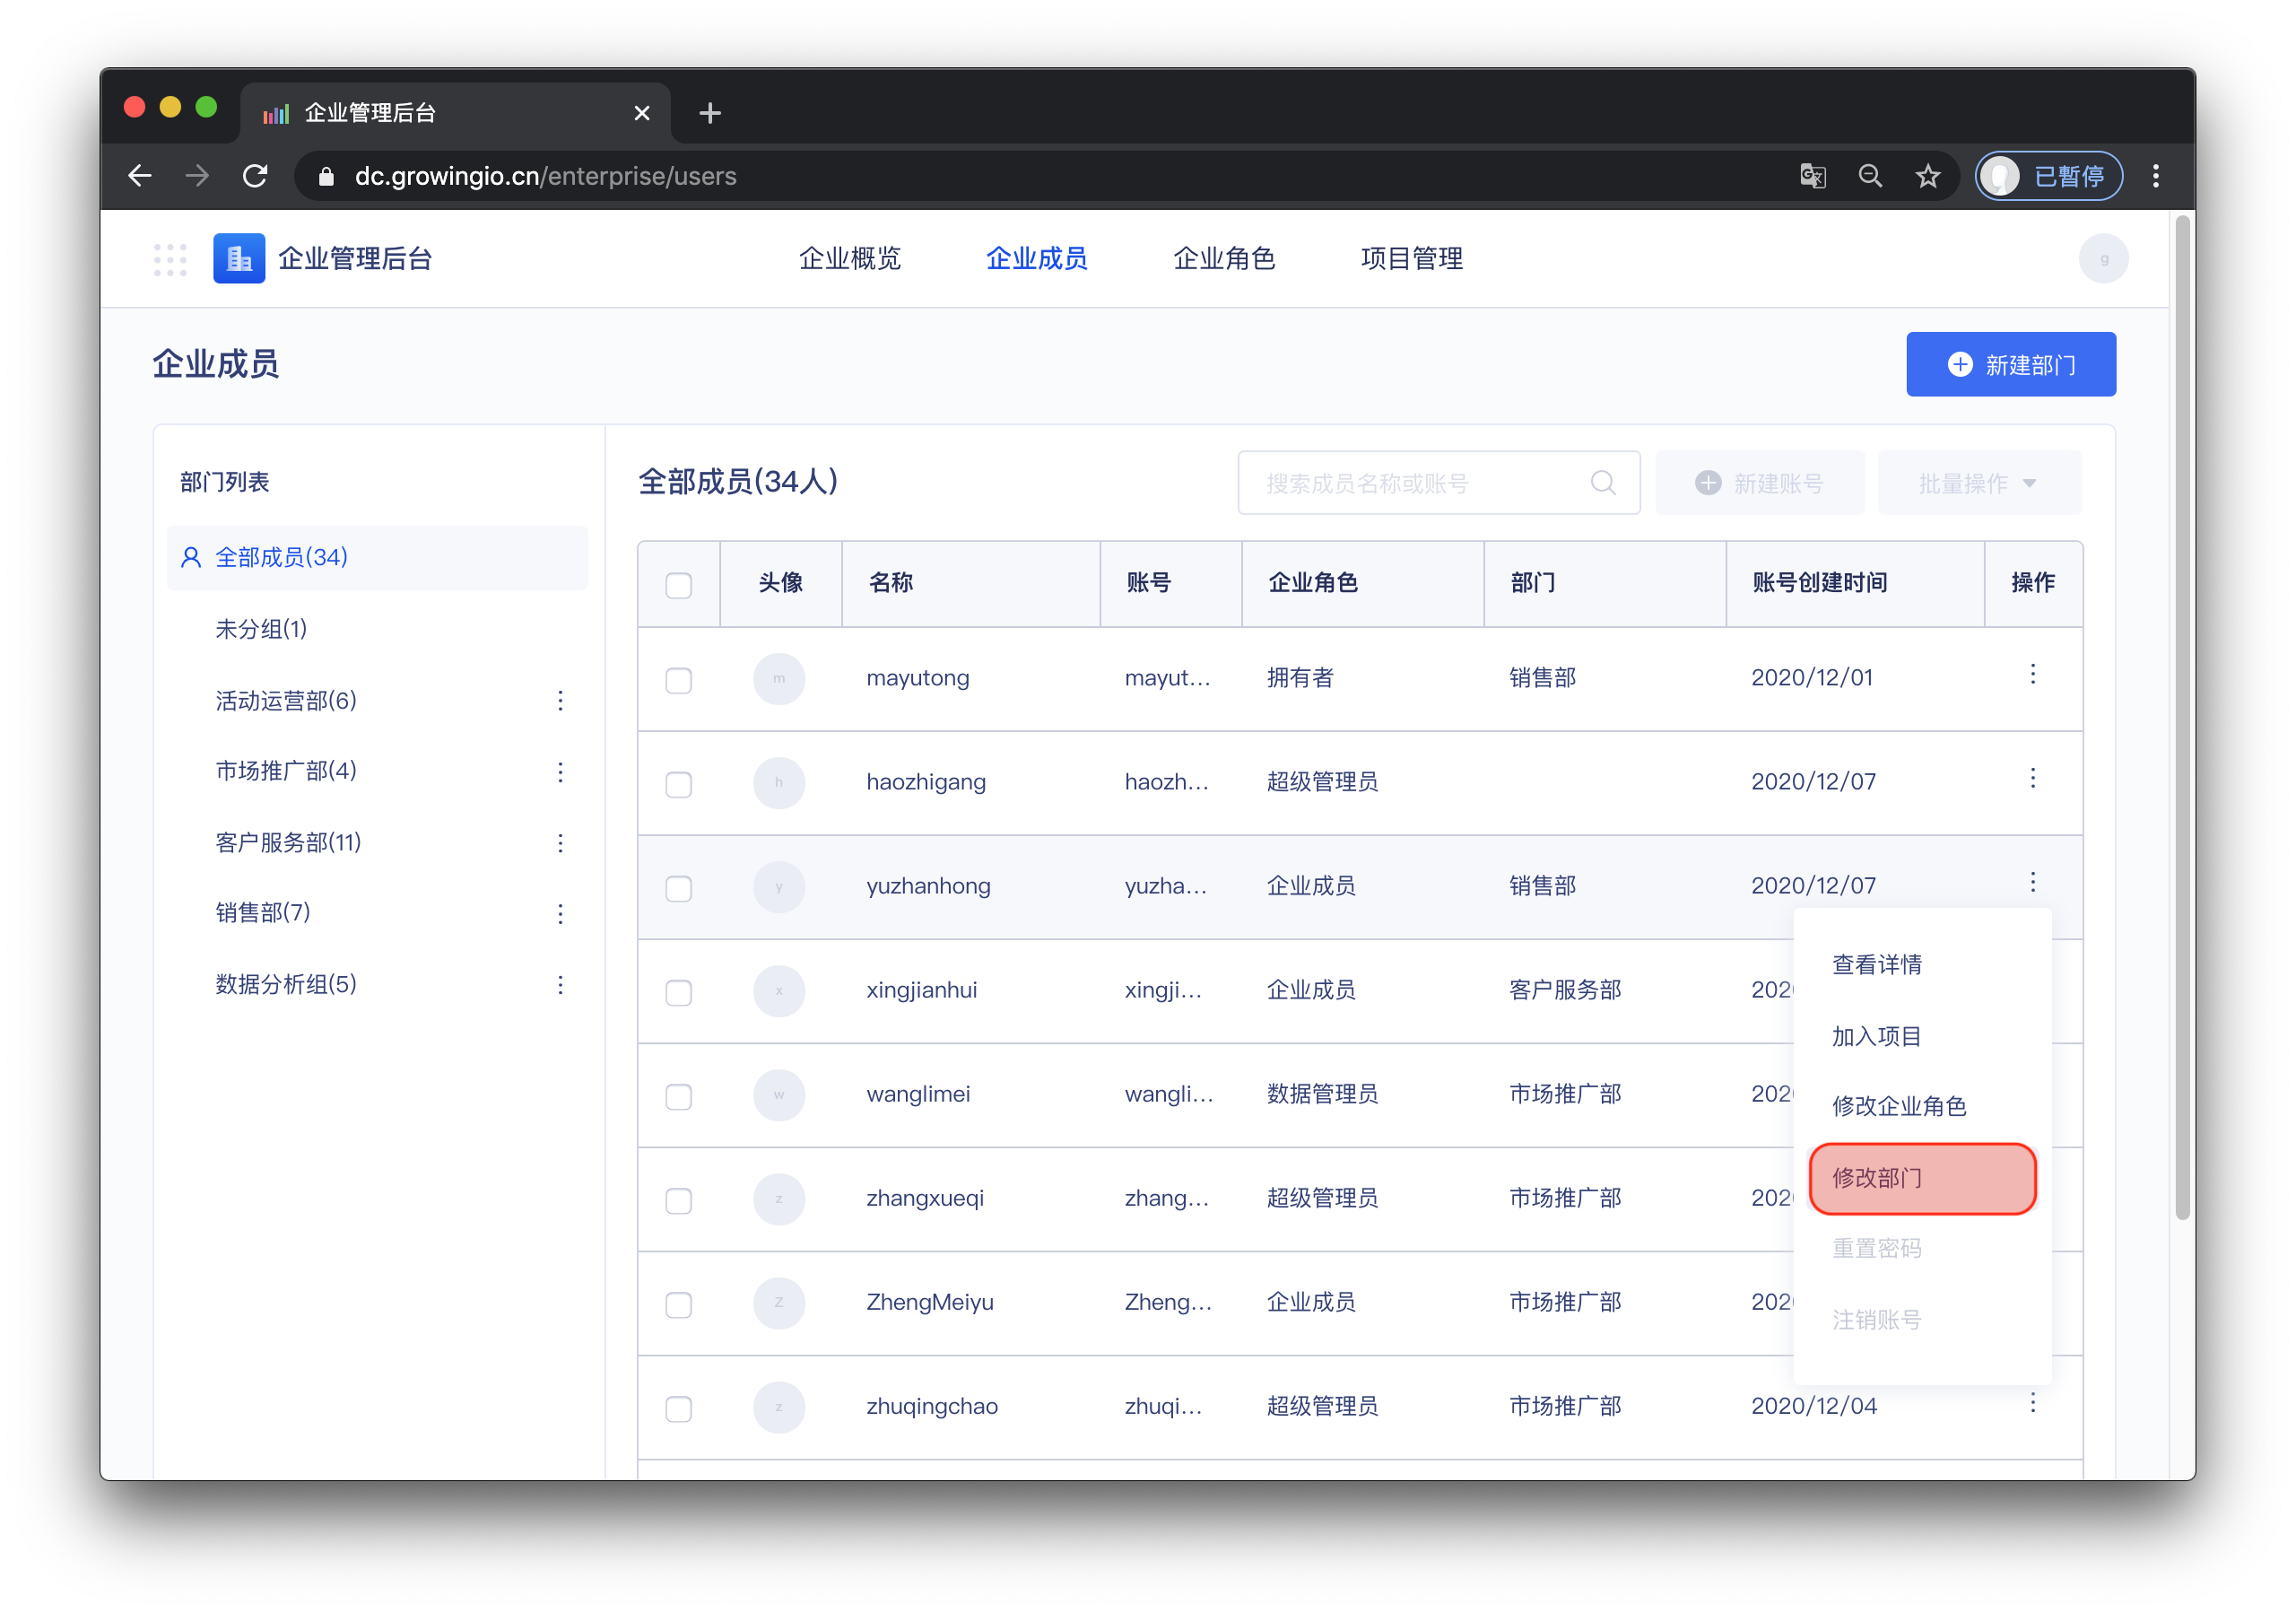 企业管理后台
dc.growingio.cn/enterprise/users
已暂停
企业管理后台 企业概览 企业成员 企业角色 项目管理 g
企业成员
新建部门
部门列表
全部成员(34)
未分组(1)
活动运营部(6)
市场推广部(4)
客户服务部(11)
销售部(7)
数据分析组(5)
全部成员(34人)
搜索成员名称或账号
新建账号
批量操作
头像 名称 账号 企业角色 部门 账号创建时间 操作
m mayutong mayut... 拥有者 销售部 2020/12/01
h haozhigang haozh... 超级管理员 2020/12/07
y yuzhanhong yuzha... 企业成员 销售部 2020/12/07
x xingjianhui xingji... 企业成员 客户服务部 202
w wanglimei wangli... 数据管理员 市场推广部 202
z zhangxueqi zhang... 超级管理员 市场推广部 202
Z ZhengMeiyu Zheng... 企业成员 市场推广部 202
z zhuqingchao zhuqi... 超级管理员 市场推广部 2020/12/04
查看详情
加入项目
修改企业角色
修改部门
重置密码
注销账号